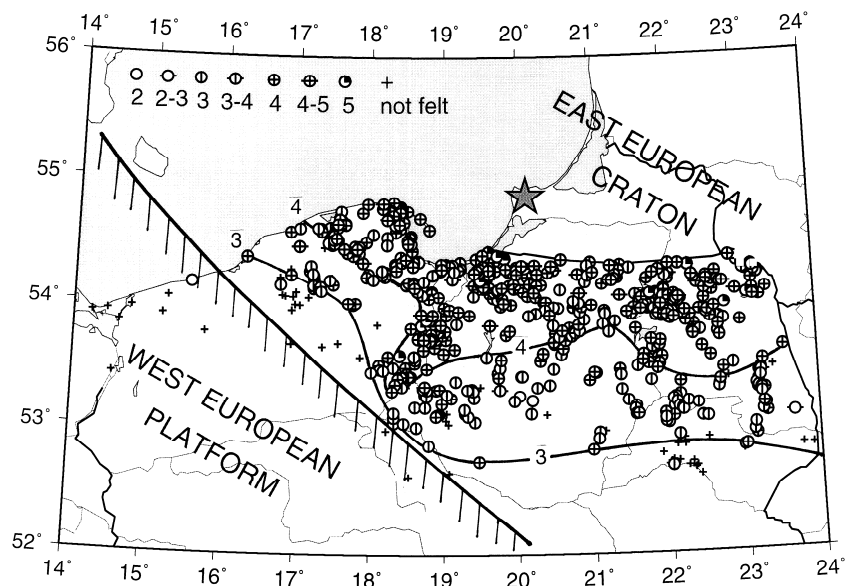 14° 15° 16° 17° 18° 19° 20° 21° 22° 23° 24°
56°
2 2-3 3 3-4 4 4-5 5 not felt
EAST EUROPEAN
CRATON
55°
4
3
54°
4
WEST EUROPEAN
PLATFORM
53°
3
52°
14° 15° 16° 17° 18° 19° 20° 21° 22° 23° 24°